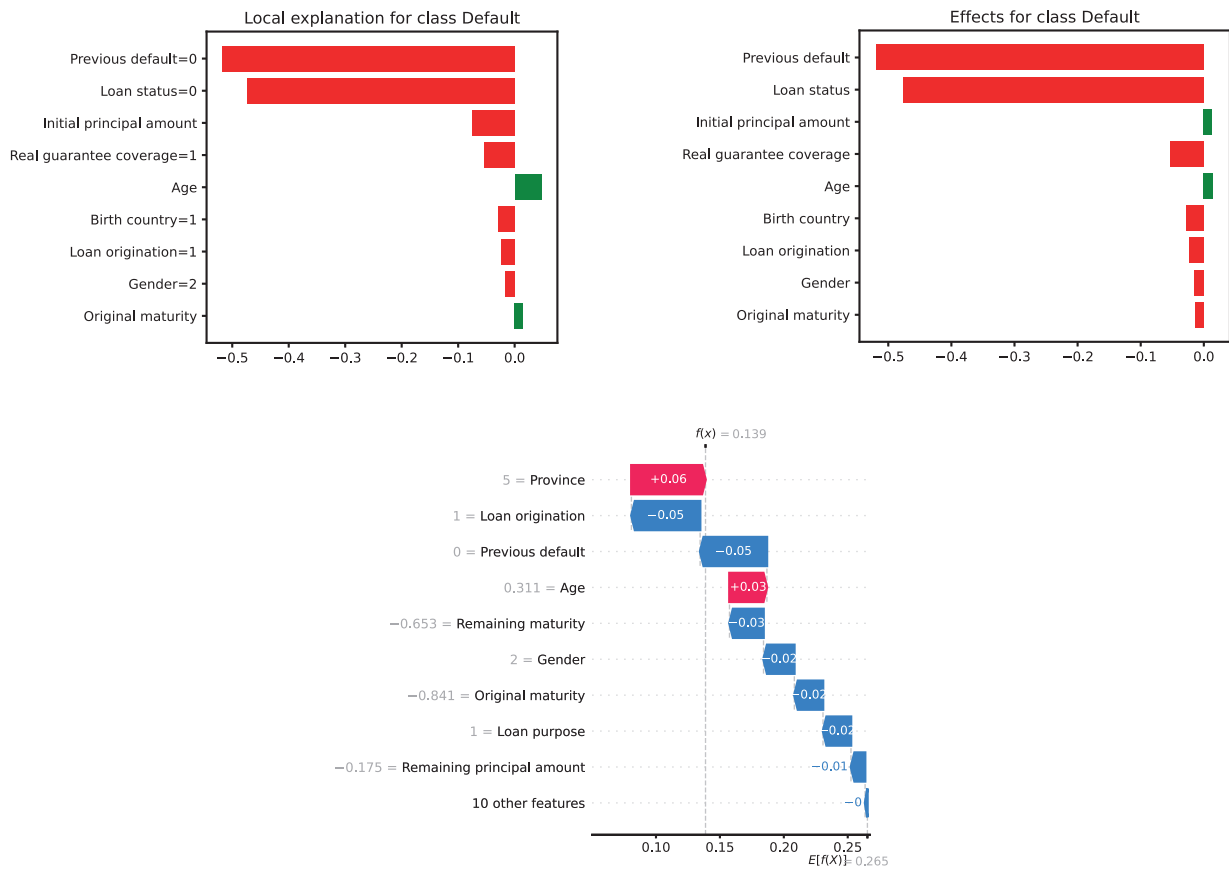 Local explanation for class Default
Previous default=0
Loan status=0
Initial principal amount
Real guarantee coverage=1
Age
Birth country=1
Loan origination=1
Gender=2
Original maturity
−0.5 −0.4 −0.3 −0.2 −0.1 0.0
Effects for class Default
Previous default
Loan status
Initial principal amount
Real guarantee coverage
Age
Birth country
Loan origination
Gender
Original maturity
−0.5 −0.4 −0.3 −0.2 −0.1 0.0
f(x) = 0.139
5 = Province +0.06
1 = Loan origination −0.05
0 = Previous default −0.05
0.311 = Age +0.03
−0.653 = Remaining maturity −0.03
2 = Gender −0.02
−0.841 = Original maturity −0.02
1 = Loan purpose −0.02
−0.175 = Remaining principal amount −0.01
10 other features −0
0.10 0.15 0.20 0.25
E[f(X)] = 0.265